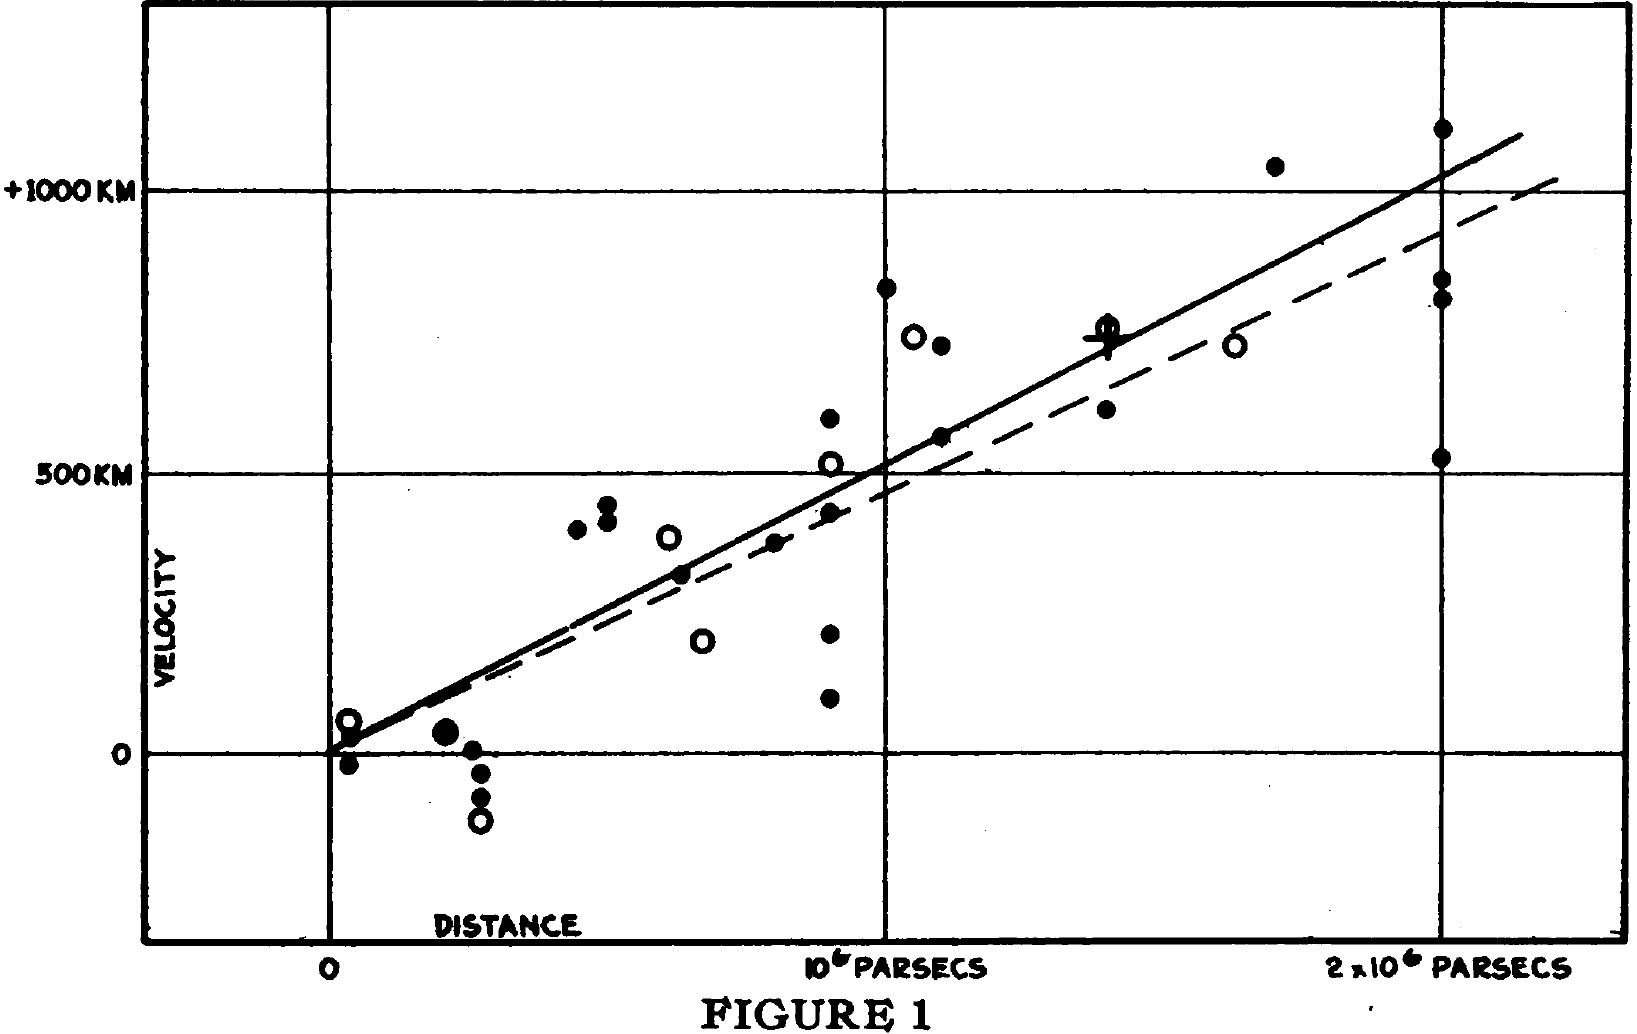 +1000 KM
500 KM
VELOCITY
0
DISTANCE
0 10⁶ PARSECS 2 x 10⁶ PARSECS
FIGURE 1